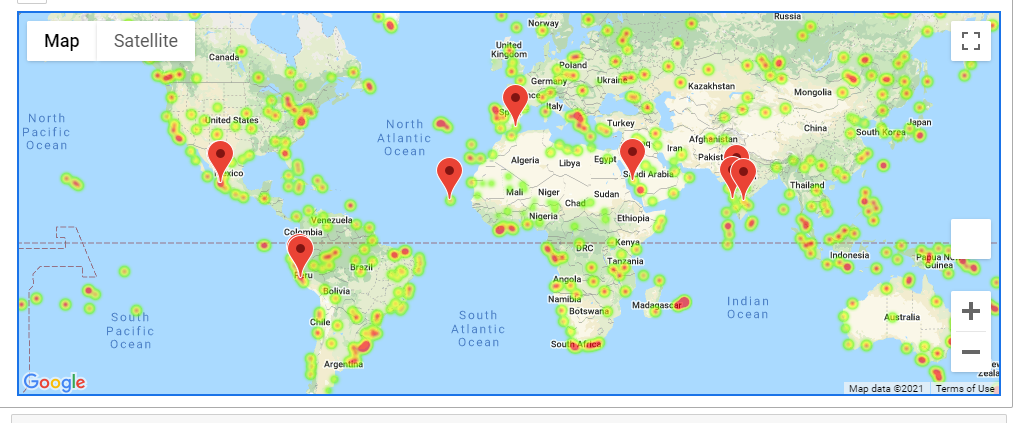 Map Satellite
Norway
Russia
Canada
United
Kingdom
Poland
Germany
Ukraine
Kazakhstan
Mongolia
Italy
North
Pacific
Ocean
United States
North
Atlantic
Ocean
Turkey
Afghanistan
China
South Korea
Japan
Iran
Algeria
Libya
Egypt
Saudi Arabia
Mali
Niger
Chad
Sudan
Thailand
Venezuela
Colombia
Nigeria
Ethiopia
DRC
Kenya
Tanzania
Indonesia
Papua New
Guinea
Brazil
Peru
Bolivia
Angola
Namibia
Botswana
Madagascar
South
Pacific
Ocean
South
Atlantic
Ocean
Indian
Ocean
Australia
Chile
South Africa
Argentina
Google
Map data ©2021 Terms of Use